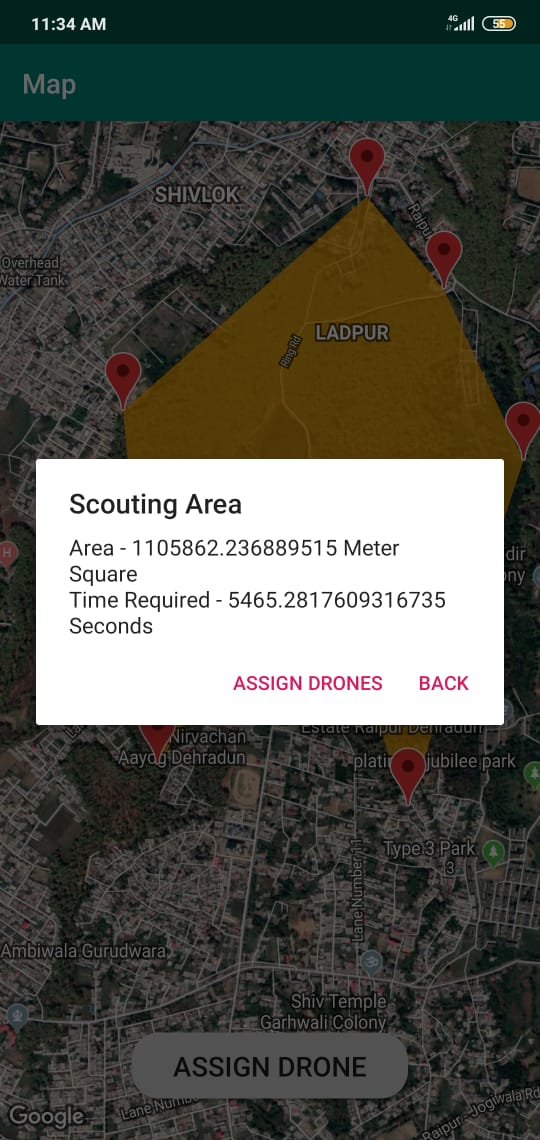 11:34 AM
4G
55
Map
SHIVLOK
Raipur
Overhead
Water Tank
LADPUR
Ring Rd
Scouting Area
Area - 1105862.236889515 Meter
Square
Time Required - 5465.2817609316735
Seconds
ASSIGN DRONES BACK
H
dir
ny
Estate Raipur Dehradun
Nirvachan
Aayog Dehradun
jubilee park
Type 3 Park
3
Lane Number 11
Ambiwala Gurudwara
Shiv Temple
Garhwali Colony
ASSIGN DRONE
Google
Lane Numb
Raipur - Jogiwala Rd